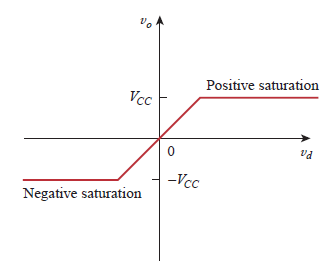 v_o
Positive saturation
V_CC
0
v_d
−V_CC
Negative saturation